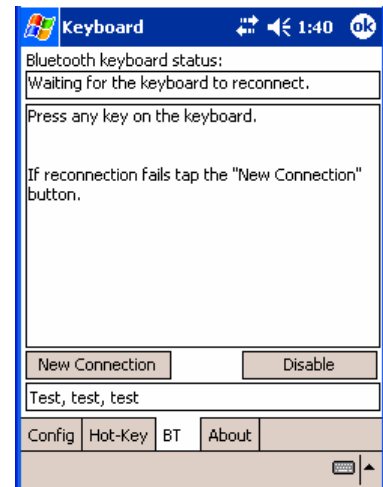 Keyboard 1:40 ok
Bluetooth keyboard status:
Waiting for the keyboard to reconnect.
Press any key on the keyboard.
If reconnection fails tap the "New Connection"
button.
New Connection Disable
Test, test, test
Config Hot-Key BT About